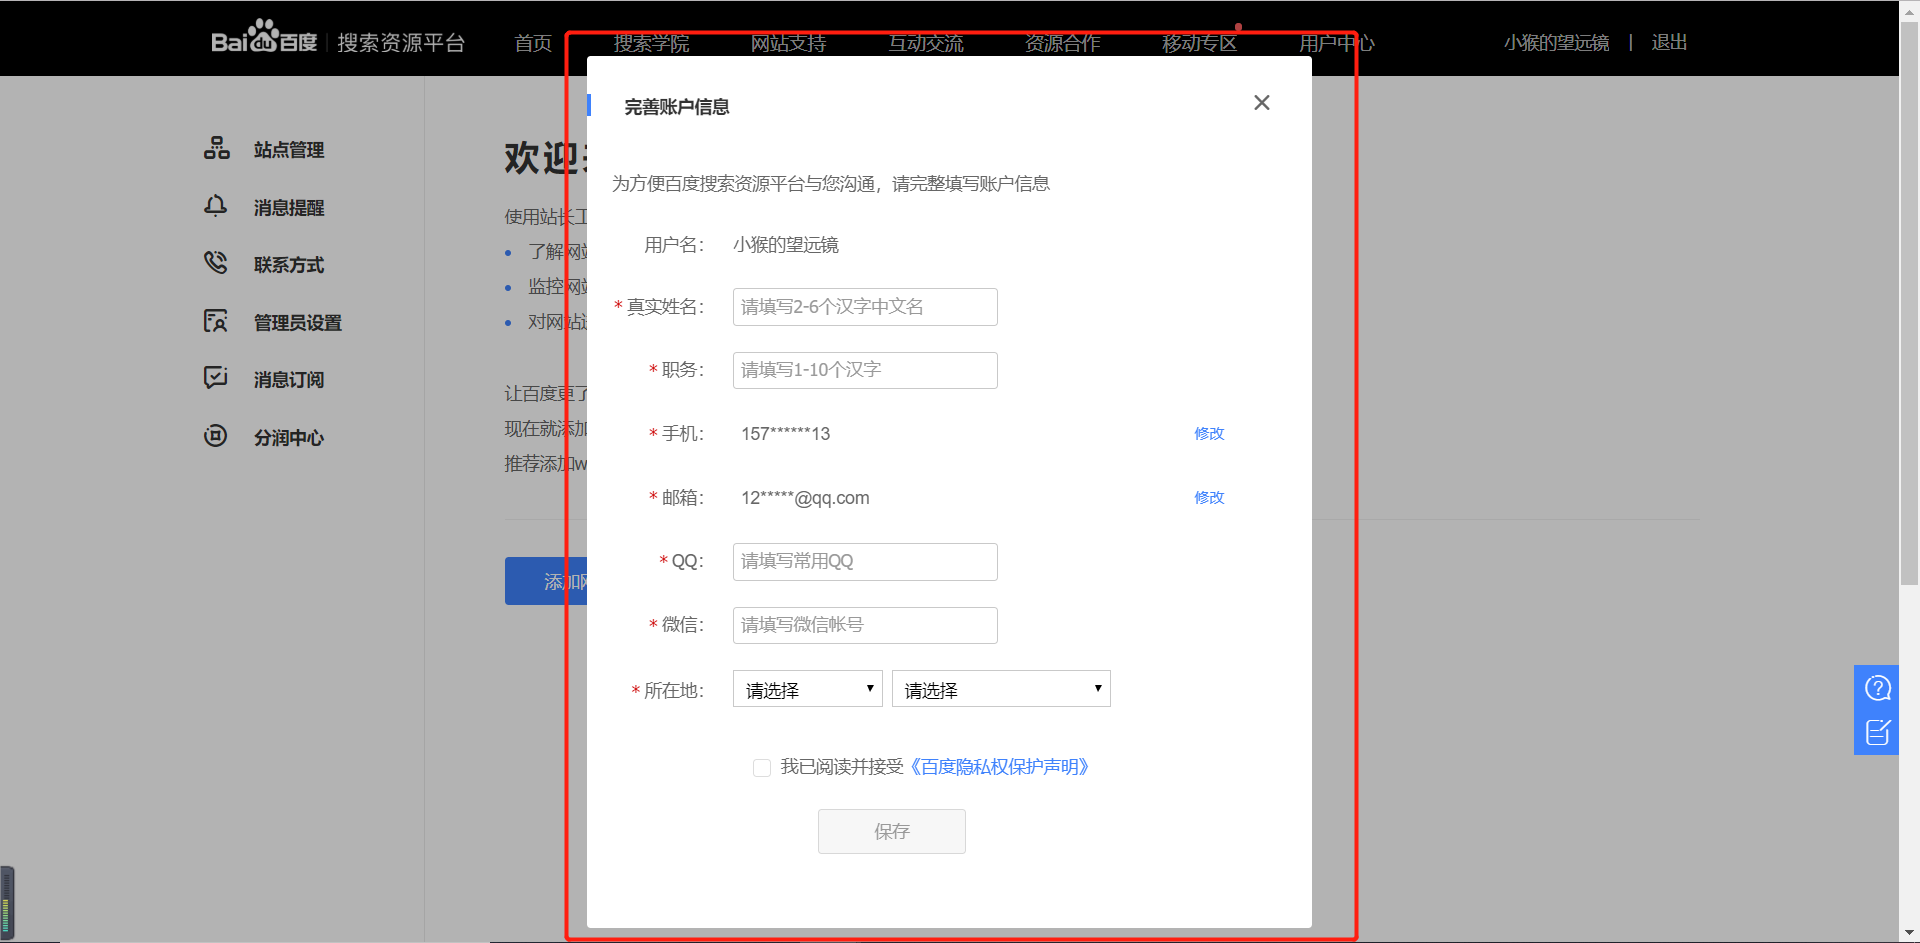 Baidu百度 搜索资源平台 首页 搜索学院 网站支持 互动交流 资源合作 移动专区 用户中心 小猴的望远镜 | 退出
站点管理
消息提醒
联系方式
管理员设置
消息订阅
分润中心
欢迎
使用站长工
了解网站
监控网站
对网站
让百度更了
现在就添加
推荐添加w
添加网
完善账户信息
为方便百度搜索资源平台与您沟通，请完整填写账户信息
用户名： 小猴的望远镜
* 真实姓名： 请填写2-6个汉字中文名
* 职务： 请填写1-10个汉字
* 手机： 157******13 修改
* 邮箱： 12*****@qq.com 修改
* QQ： 请填写常用QQ
* 微信： 请填写微信帐号
* 所在地： 请选择 请选择
我已阅读并接受《百度隐私权保护声明》
保存